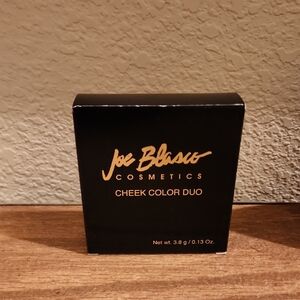 Joe Blasco
COSMETICS
CHEEK COLOR DUO
Net wt. 3.8 g / 0.13 Oz.